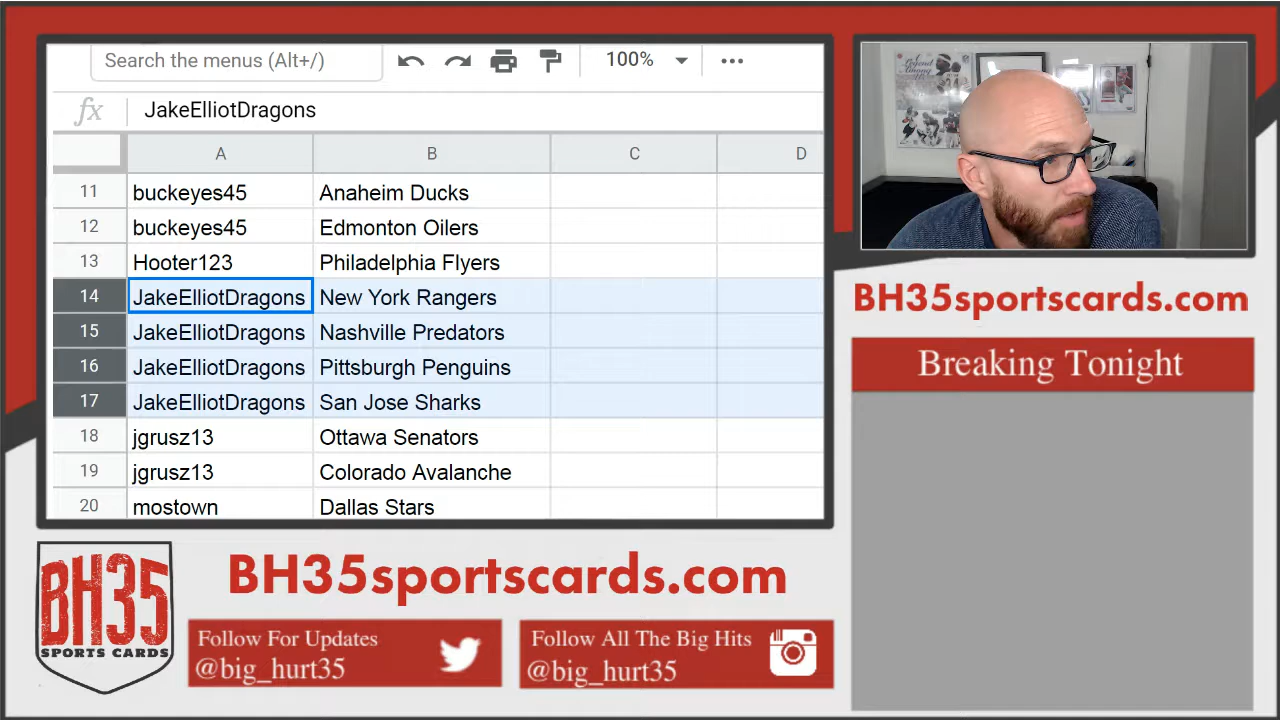 Search the menus (Alt+/)
100%
fx JakeElliotDragons
A B C D
11 buckeyes45 Anaheim Ducks
12 buckeyes45 Edmonton Oilers
13 Hooter123 Philadelphia Flyers
14 JakeElliotDragons New York Rangers
15 JakeElliotDragons Nashville Predators
16 JakeElliotDragons Pittsburgh Penguins
17 JakeElliotDragons San Jose Sharks
18 jgrusz13 Ottawa Senators
19 jgrusz13 Colorado Avalanche
20 mostown Dallas Stars
Legend
Among
BH35sportscards.com
Breaking Tonight
BH35
SPORTS CARDS
BH35sportscards.com
Follow For Updates
@big_hurt35
Follow All The Big Hits
@big_hurt35